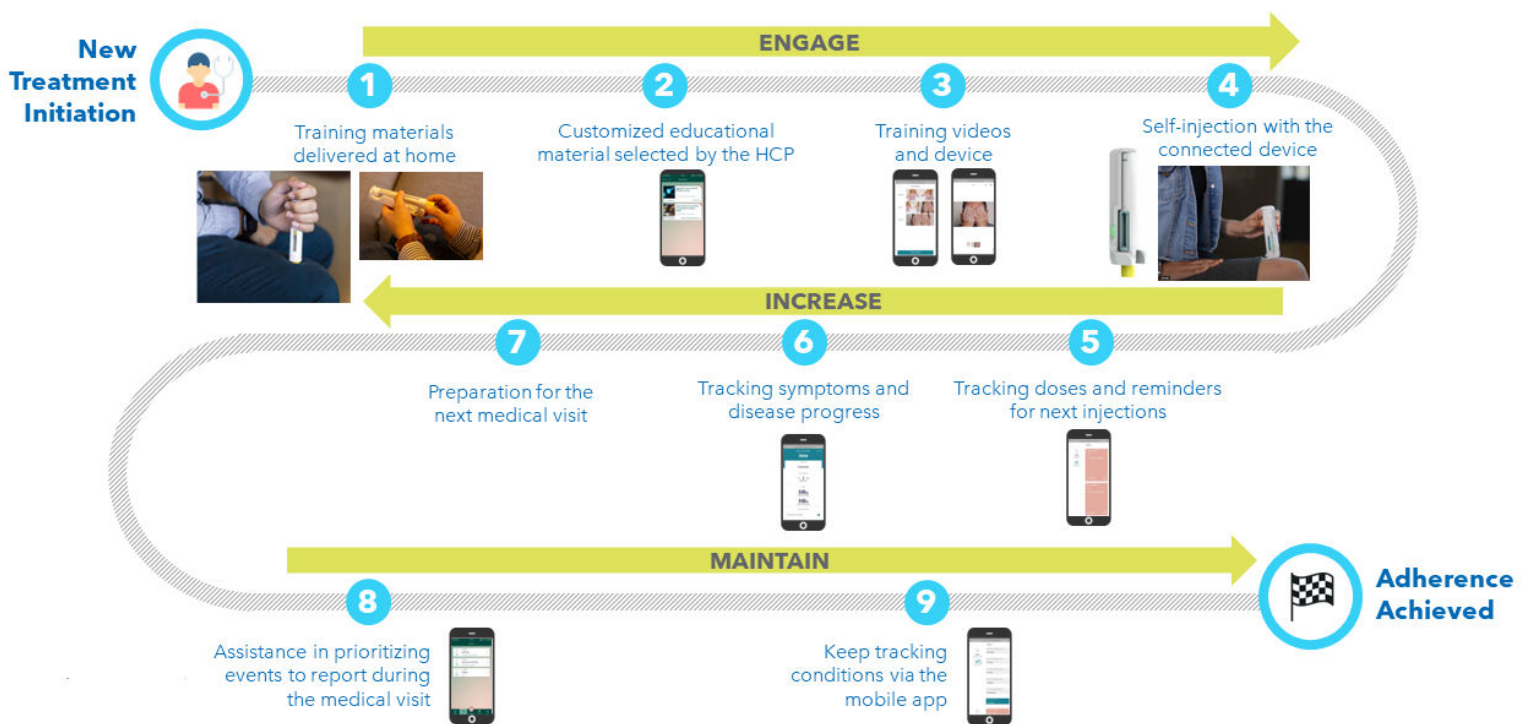 New
Treatment
Initiation
ENGAGE
1
Training materials
delivered at home
2
Customized educational
material selected by the HCP
3
Training videos
and device
4
Self-injection with the
connected device
INCREASE
5
Tracking doses and reminders
for next injections
6
Tracking symptoms and
disease progress
7
Preparation for the
next medical visit
MAINTAIN
8
Assistance in prioritizing
events to report during
the medical visit
9
Keep tracking
conditions via the
mobile app
Adherence
Achieved